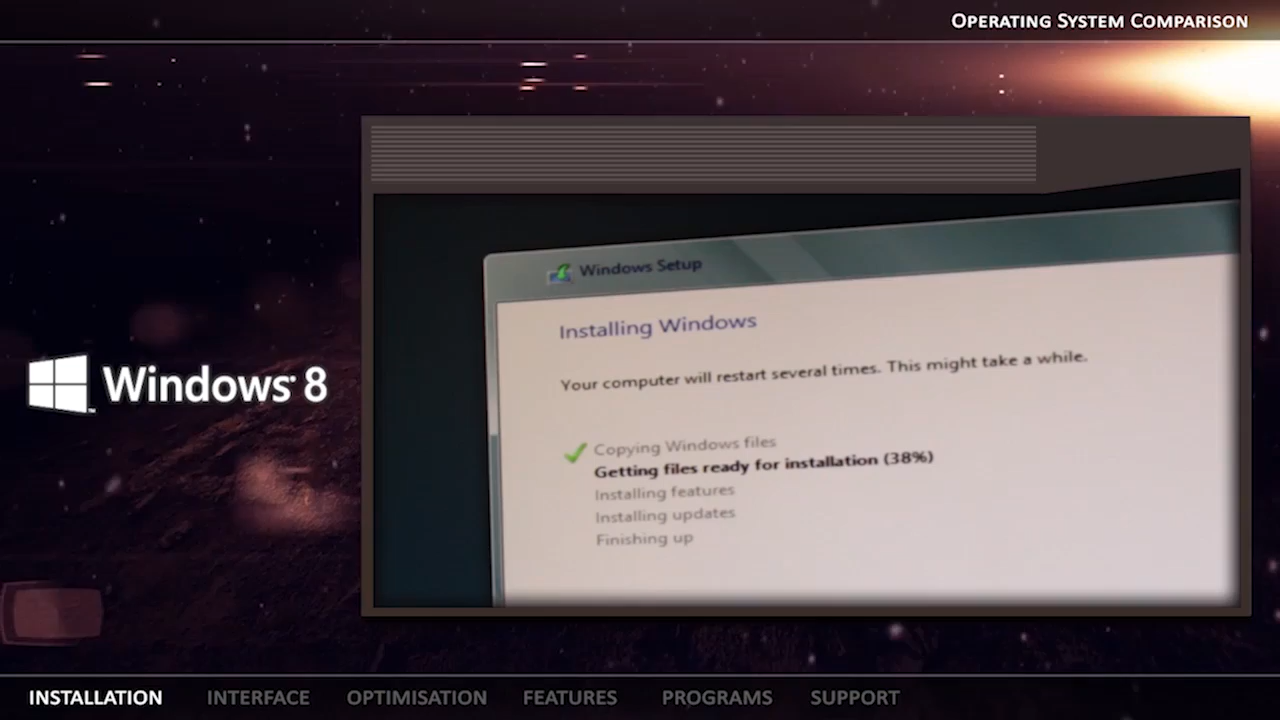 Operating System Comparison
Windows Setup
Installing Windows
Your computer will restart several times. This might take a while.
Copying Windows files
Getting files ready for installation (38%)
Installing features
Installing updates
Finishing up
Windows 8
INSTALLATION INTERFACE OPTIMISATION FEATURES PROGRAMS SUPPORT